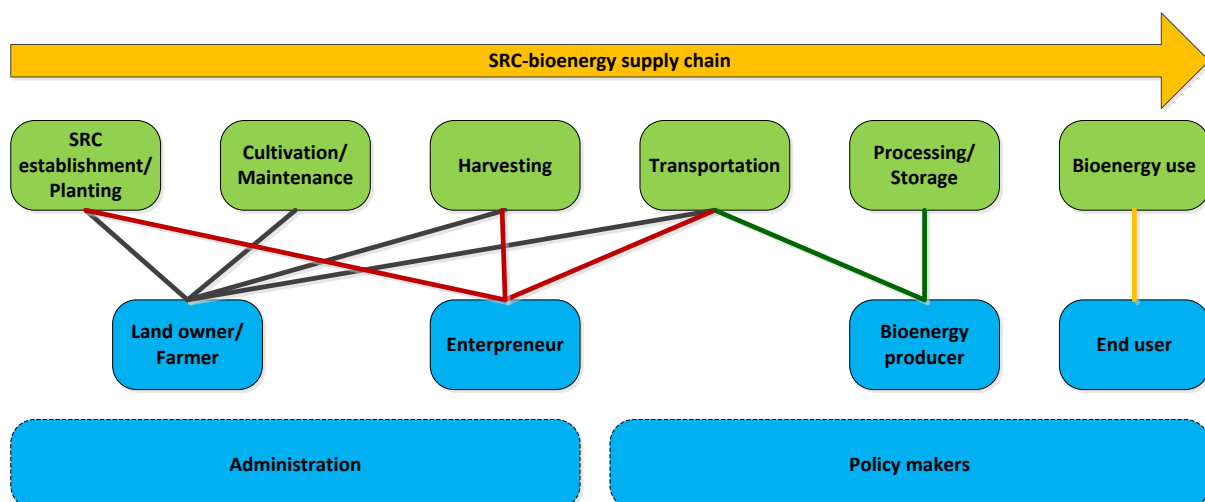 SRC-bioenergy supply chain
SRC
establishment/
Planting
Cultivation/
Maintenance
Harvesting
Transportation
Processing/
Storage
Bioenergy use
Land owner/
Farmer
Enterpreneur
Bioenergy
producer
End user
Administration
Policy makers